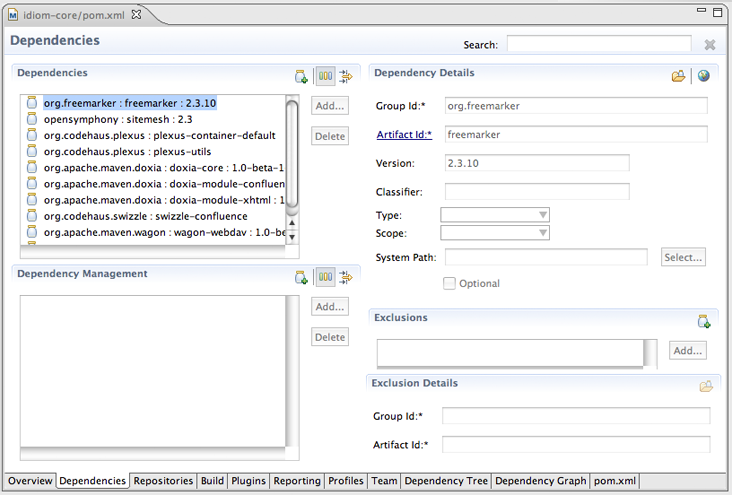 idiom-core/pom.xml
Dependencies
Search:
Dependencies
org.freemarker : freemarker : 2.3.10
opensymphony : sitemesh : 2.3
org.codehaus.plexus : plexus-container-default
org.codehaus.plexus : plexus-utils
org.apache.maven.doxia : doxia-core : 1.0-beta-1
org.apache.maven.doxia : doxia-module-confluen
org.apache.maven.doxia : doxia-module-xhtml : 1
org.codehaus.swizzle : swizzle-confluence
org.apache.maven.wagon : wagon-webdav : 1.0-be
Add...
Delete
Dependency Management
Add...
Delete
Dependency Details
Group Id:* org.freemarker
Artifact Id:* freemarker
Version: 2.3.10
Classifier:
Type:
Scope:
System Path: Select...
Optional
Exclusions
Add...
Exclusion Details
Group Id:*
Artifact Id:*
Overview Dependencies Repositories Build Plugins Reporting Profiles Team Dependency Tree Dependency Graph pom.xml